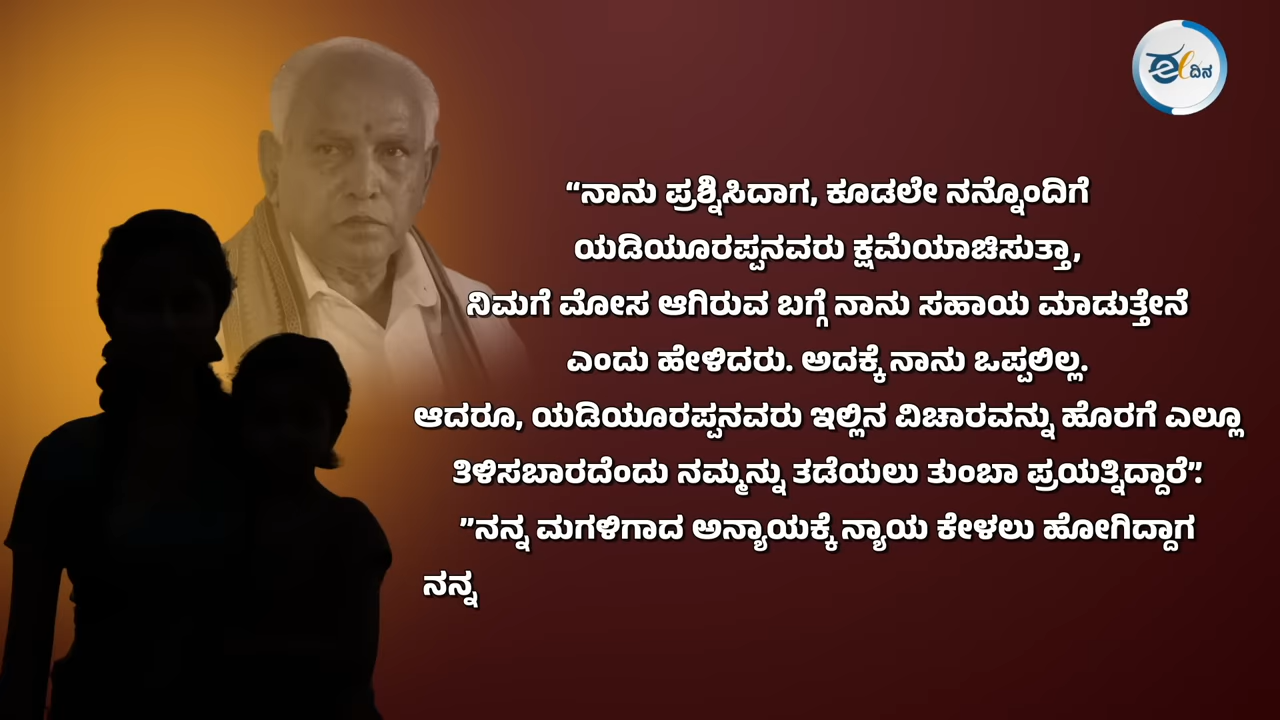 ಈ ದಿನ
“ನಾನು ಪ್ರಶ್ನಿಸಿದಾಗ, ಕೂಡಲೇ ನನ್ನೊಂದಿಗೆ
ಯಡಿಯೂರಪ್ಪನವರು ಕ್ಷಮೆಯಾಚಿಸುತ್ತಾ,
ನಿಮಗೆ ಮೋಸ ಆಗಿರುವ ಬಗ್ಗೆ ನಾನು ಸಹಾಯ ಮಾಡುತ್ತೇನೆ
ಎಂದು ಹೇಳಿದರು. ಅದಕ್ಕೆ ನಾನು ಒಪ್ಪಲಿಲ್ಲ.
ಆದರೂ, ಯಡಿಯೂರಪ್ಪನವರು ಇಲ್ಲಿನ ವಿಚಾರವನ್ನು ಹೊರಗೆ ಎಲ್ಲೂ
ತಿಳಿಸಬಾರದೆಂದು ನಮ್ಮನ್ನು ತಡೆಯಲು ತುಂಬಾ ಪ್ರಯತ್ನಿದ್ದಾರೆ”.
”ನನ್ನ ಮಗಳಿಗಾದ ಅನ್ಯಾಯಕ್ಕೆ ನ್ಯಾಯ ಕೇಳಲು ಹೋಗಿದ್ದಾಗ
ನನ್ನ